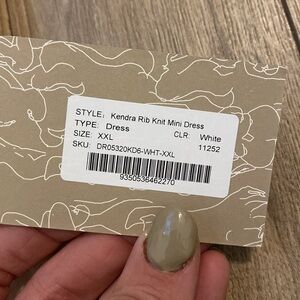 STYLE: Kendra Rib Knit Mini Dress
TYPE: Dress CLR: White
SIZE: XXL 11252
SKU: DR05320KD6-WHT-XXL
9350536462270